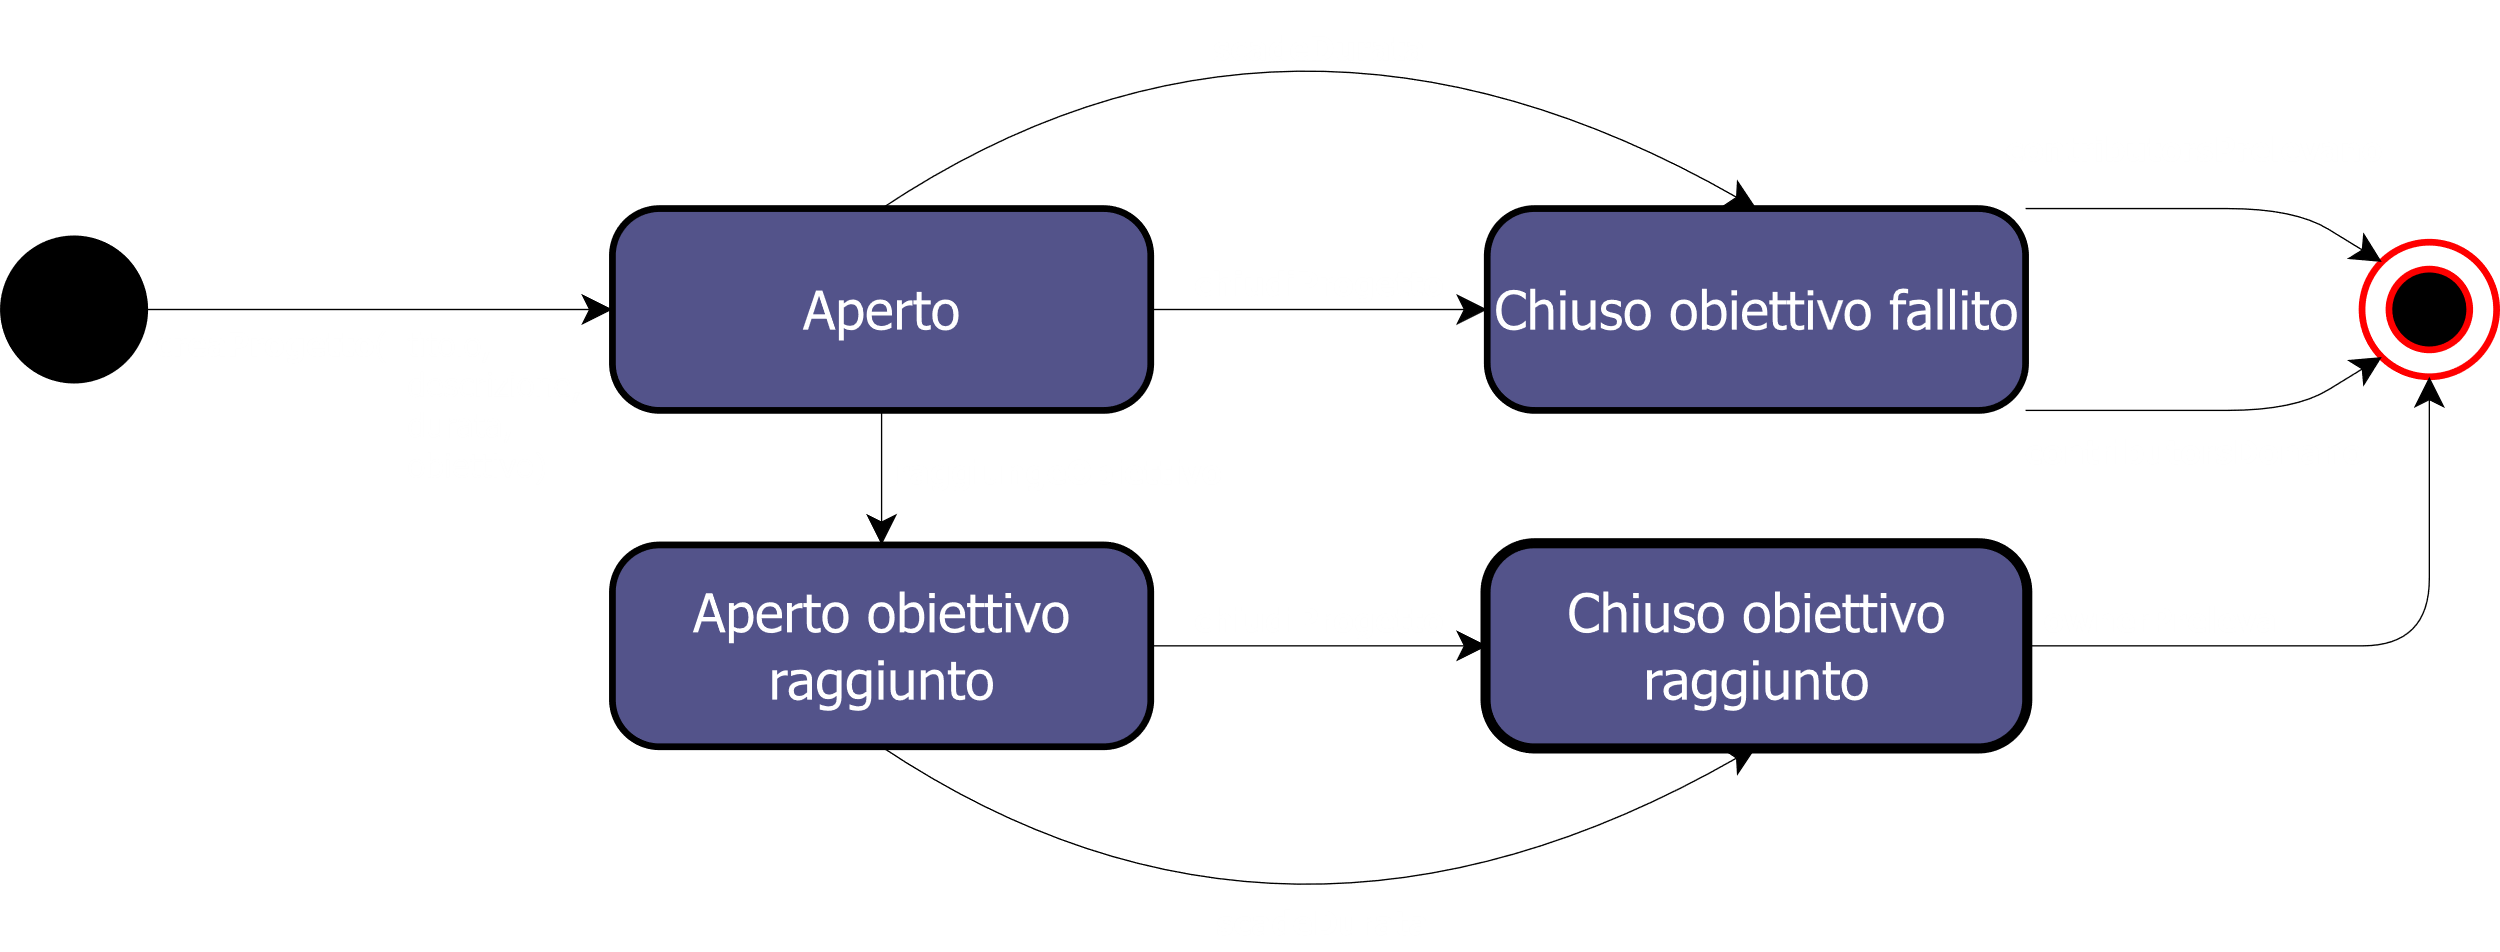 Aperto
Chiuso obiettivo fallito
Aperto obiettivo
raggiunto
Chiuso obiettivo
raggiunto